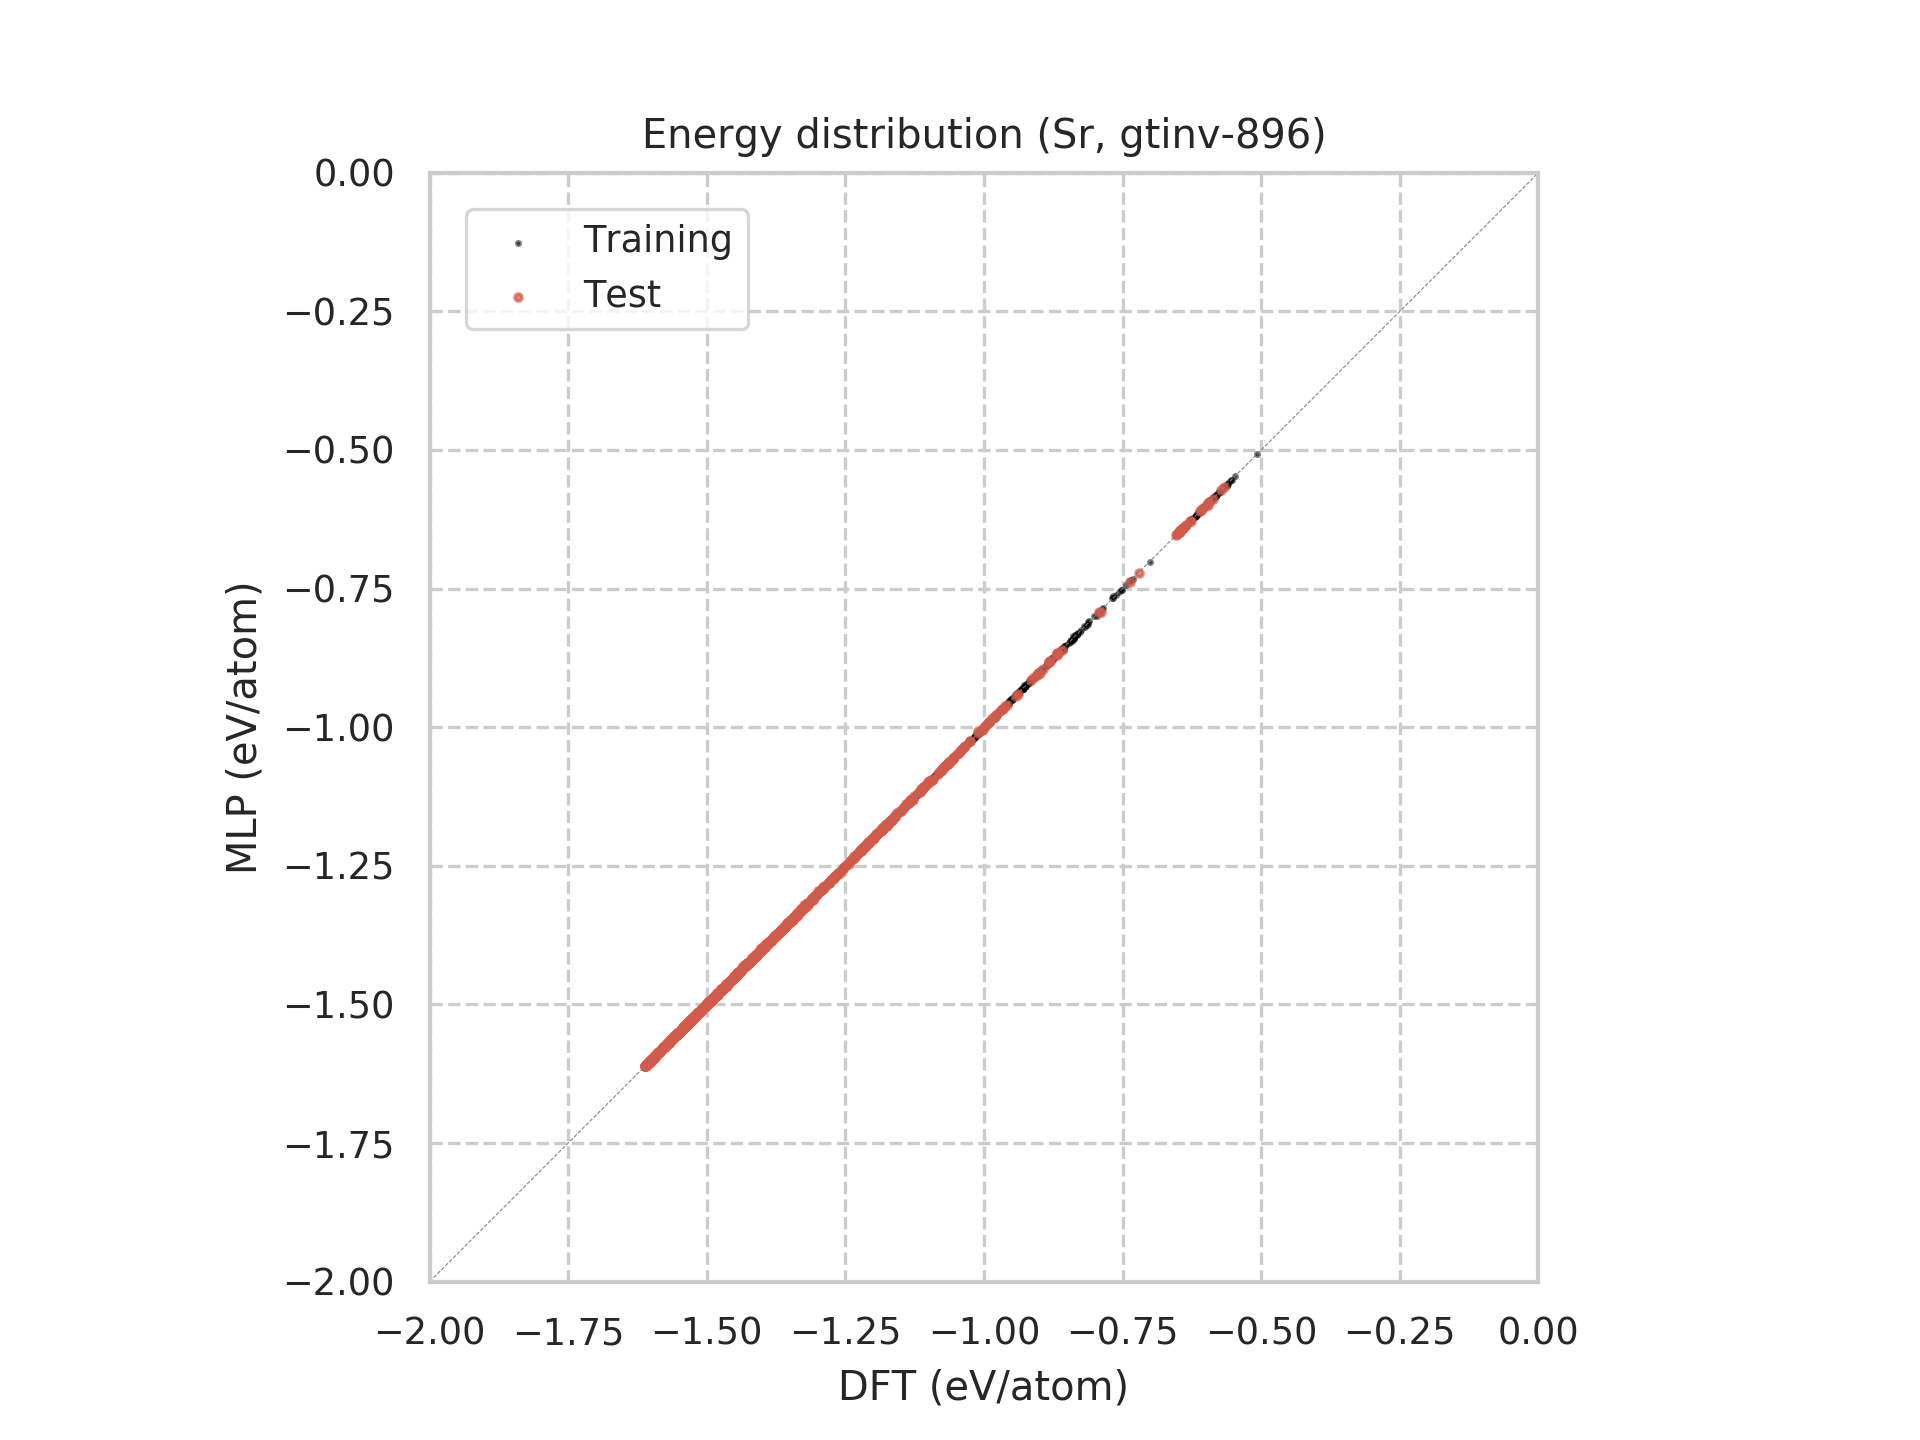 Energy distribution (Sr, gtinv-896)
0.00
−0.25
−0.50
−0.75
−1.00
−1.25
−1.50
−1.75
−2.00
MLP (eV/atom)
Training
Test
−2.00 −1.75 −1.50 −1.25 −1.00 −0.75 −0.50 −0.25 0.00
DFT (eV/atom)